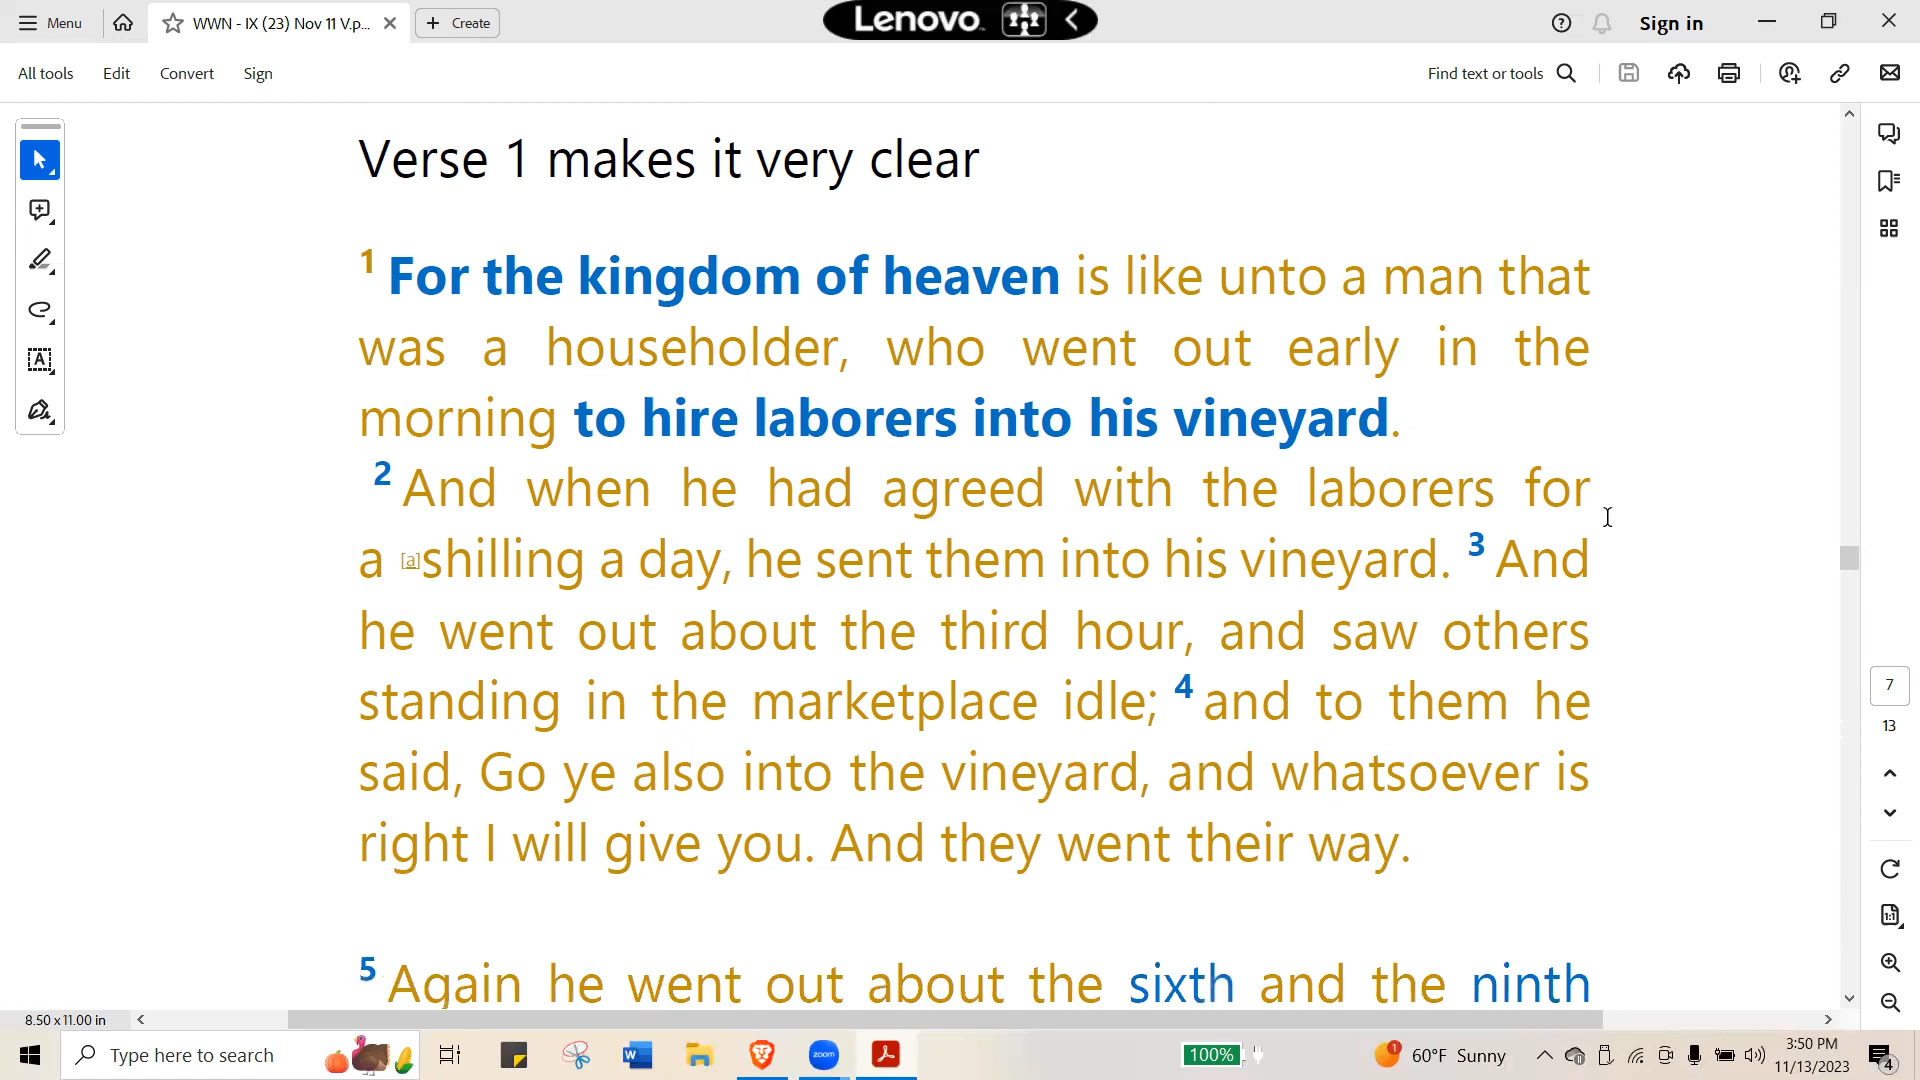 Menu
WWN - IX (23) Nov 11 V.p...
Create
Lenovo
Sign in
All tools
Edit
Convert
Sign
Find text or tools
Verse 1 makes it very clear
1 For the kingdom of heaven is like unto a man that
was a householder, who went out early in the
morning to hire laborers into his vineyard.
2 And when he had agreed with the laborers for
a [a]shilling a day, he sent them into his vineyard. 3 And
he went out about the third hour, and saw others
standing in the marketplace idle; 4 and to them he
said, Go ye also into the vineyard, and whatsoever is
right I will give you. And they went their way.
5 Again he went out about the sixth and the ninth
7
13
8.50 x 11.00 in
Type here to search
zoom
100%
1
60°F Sunny
3:50 PM
11/13/2023
4